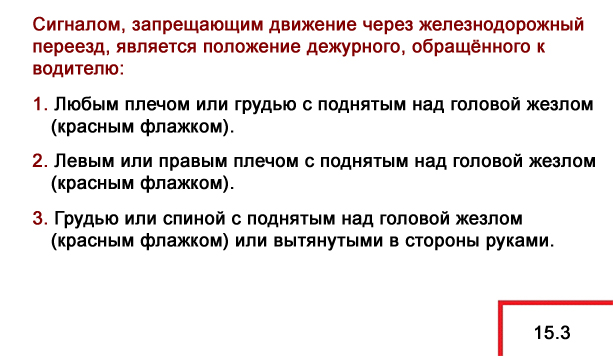 Сигналом, запрещающим движение через железнодорожный
переезд, является положение дежурного, обращённого к
водителю:
1. Любым плечом или грудью с поднятым над головой жезлом
(красным флажком).
2. Левым или правым плечом с поднятым над головой жезлом
(красным флажком).
3. Грудью или спиной с поднятым над головой жезлом
(красным флажком) или вытянутыми в стороны руками.
15.3